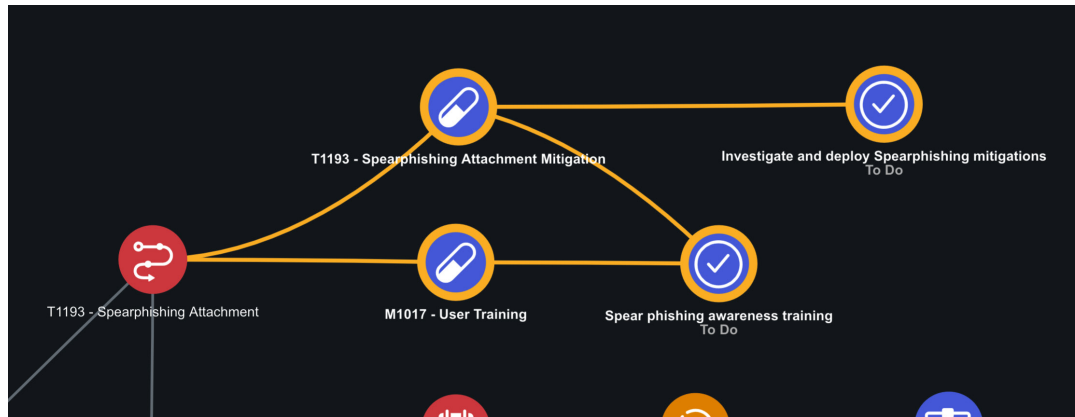 T1193 - Spearphishing Attachment Mitigation
Investigate and deploy Spearphishing mitigations
To Do
T1193 - Spearphishing Attachment
M1017 - User Training
Spear phishing awareness training
To Do